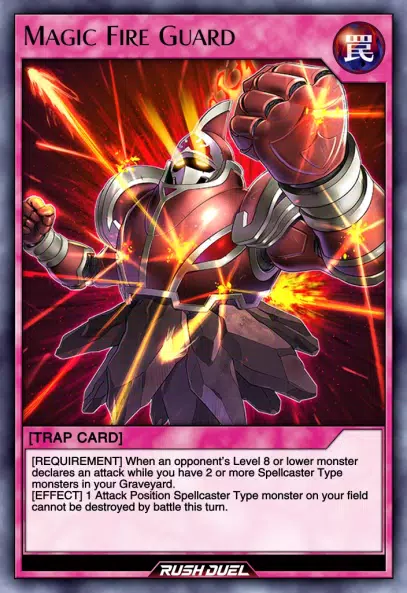 MAGIC FIRE GUARD
罠
[TRAP CARD]
[REQUIREMENT] When an opponent's Level 8 or lower monster
declares an attack while you have 2 or more Spellcaster Type
monsters in your Graveyard.
[EFFECT] 1 Attack Position Spellcaster Type monster on your field
cannot be destroyed by battle this turn.
RUSH DUEL